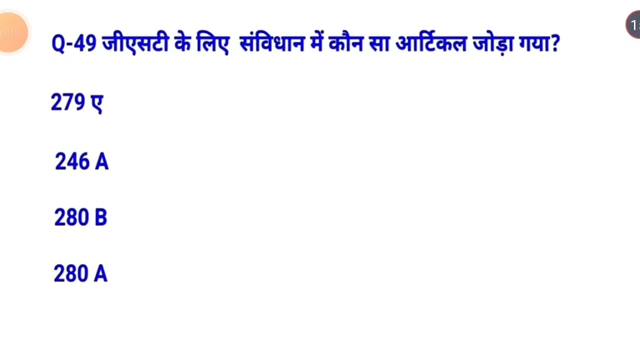 Q-49 जीएसटी के लिए संविधान में कौन सा आर्टिकल जोड़ा गया?
279 ए
246 A
280 B
280 A